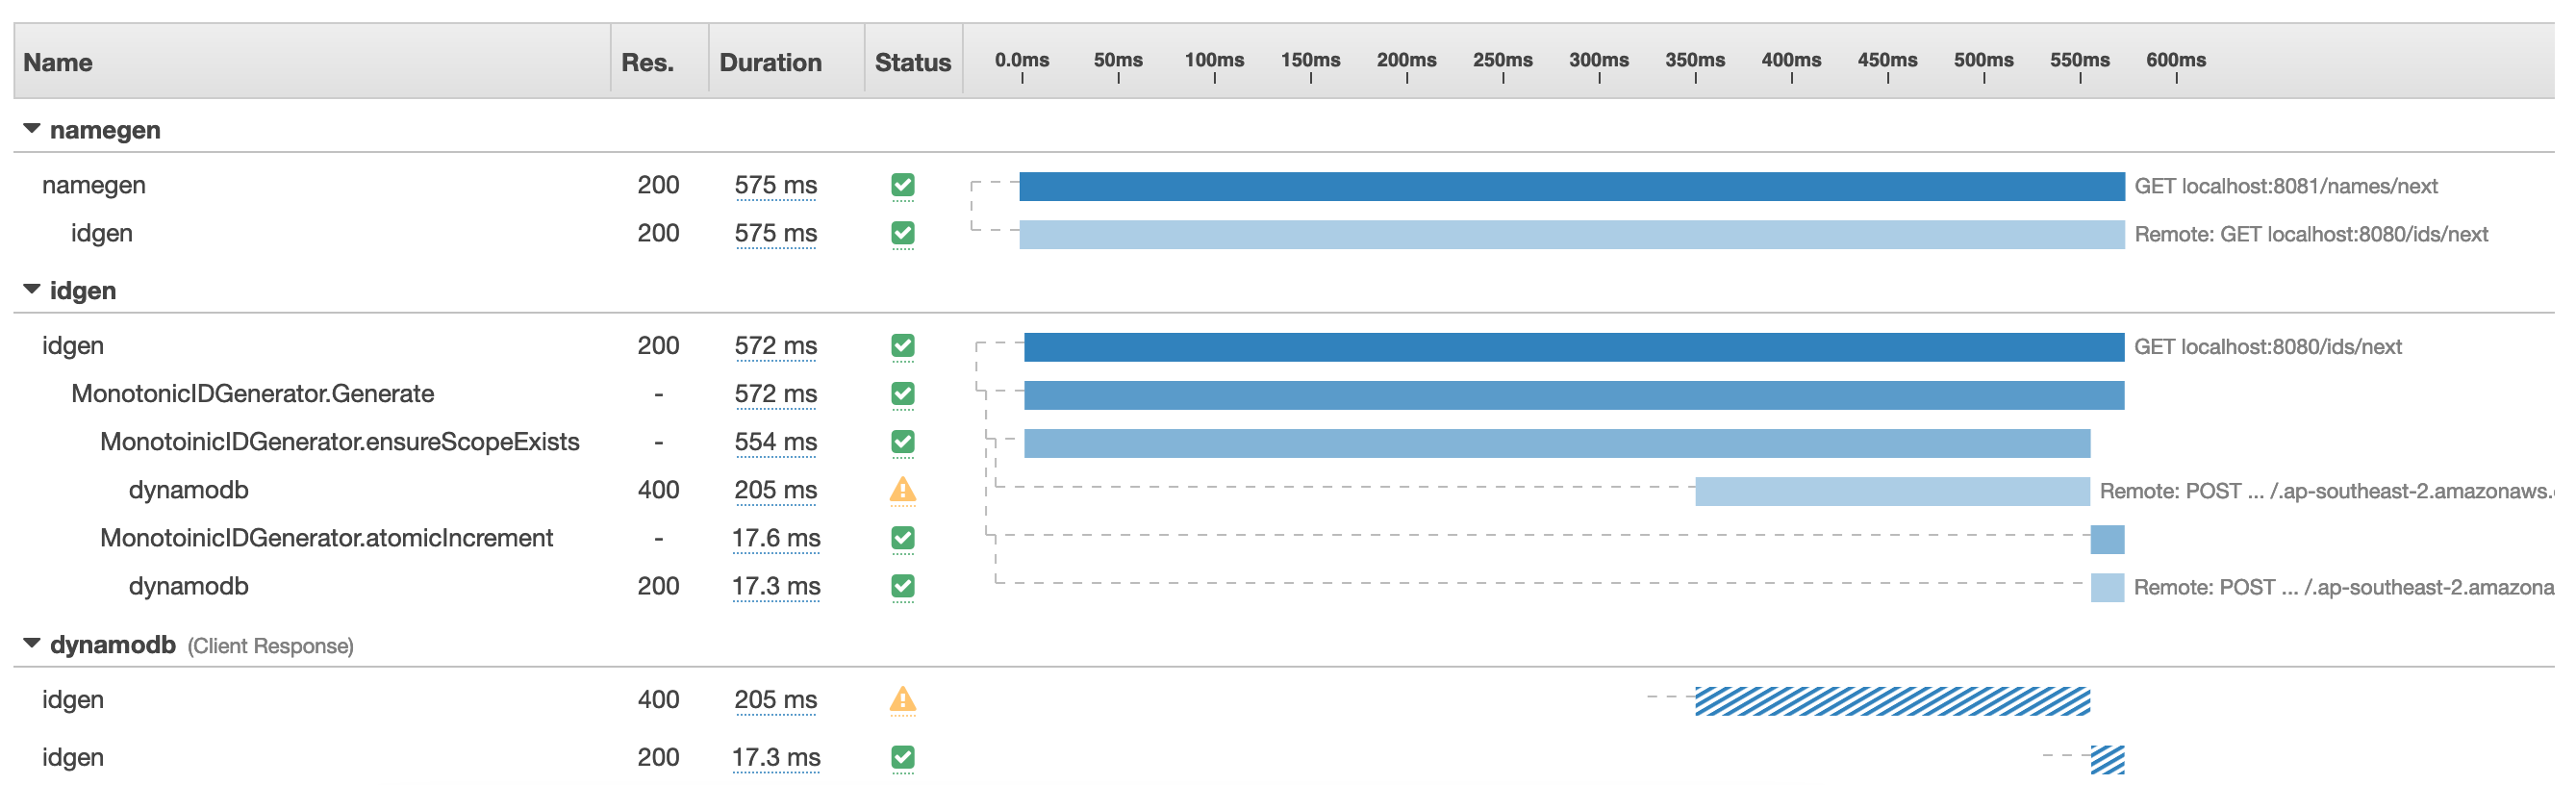 Name Res. Duration Status 0.0ms 50ms 100ms 150ms 200ms 250ms 300ms 350ms 400ms 450ms 500ms 550ms 600ms
namegen
namegen 200 575 ms GET localhost:8081/names/next
idgen 200 575 ms Remote: GET localhost:8080/ids/next
idgen
idgen 200 572 ms GET localhost:8080/ids/next
MonotonicIDGenerator.Generate - 572 ms
MonotoinicIDGenerator.ensureScopeExists - 554 ms
dynamodb 400 205 ms Remote: POST ... /.ap-southeast-2.amazonaws.
MonotoinicIDGenerator.atomicIncrement - 17.6 ms
dynamodb 200 17.3 ms Remote: POST ... /.ap-southeast-2.amazona
dynamodb (Client Response)
idgen 400 205 ms
idgen 200 17.3 ms